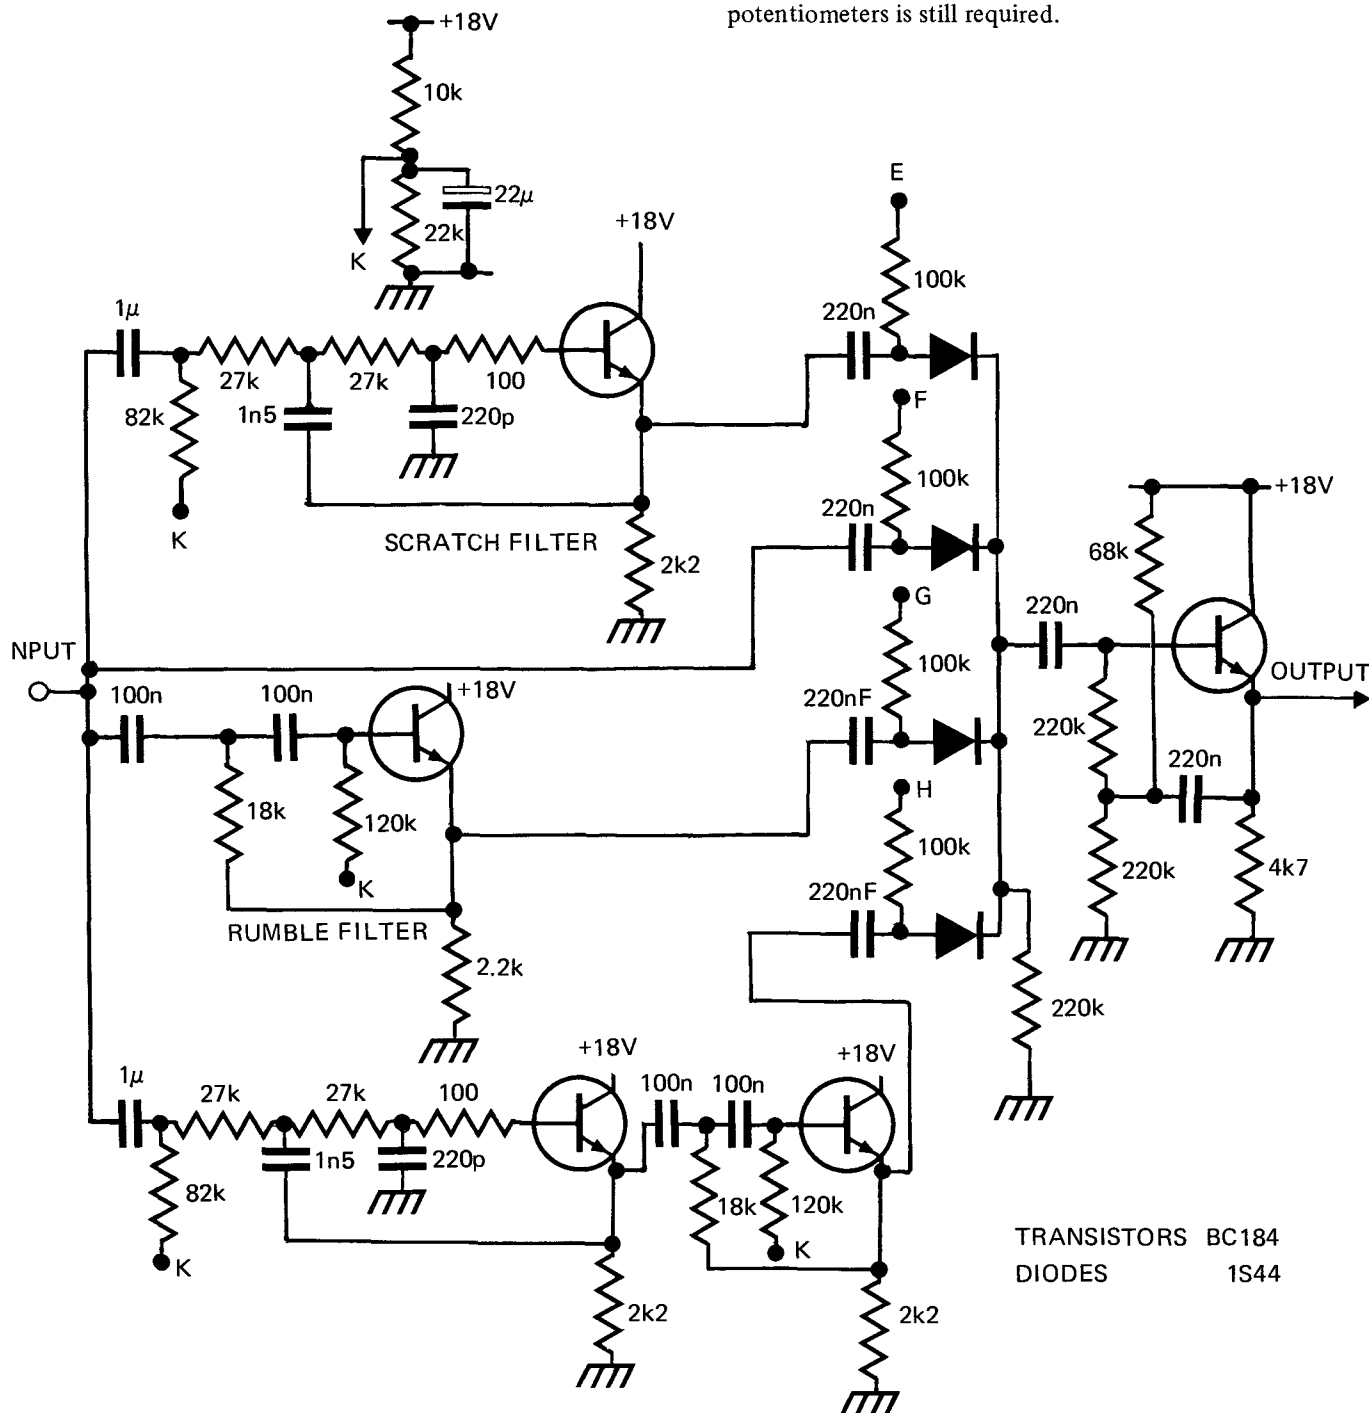 potentiometers is still required.
+18V
10k
22µ
22k
K
+18V
E
100k
220n
1µ
27k
27k
100
82k
1n5
220p
K
SCRATCH FILTER
2k2
F
100k
220n
G
100k
220nF
H
100k
220nF
+18V
68k
220n
OUTPUT
220k
220n
220k
4k7
220k
NPUT
100n
100n
+18V
18k
120k
K
RUMBLE FILTER
2.2k
1µ
27k
27k
100
+18V
100n
100n
+18V
82k
1n5
220p
18k
120k
K
K
2k2
2k2
TRANSISTORS BC184
DIODES 1S44